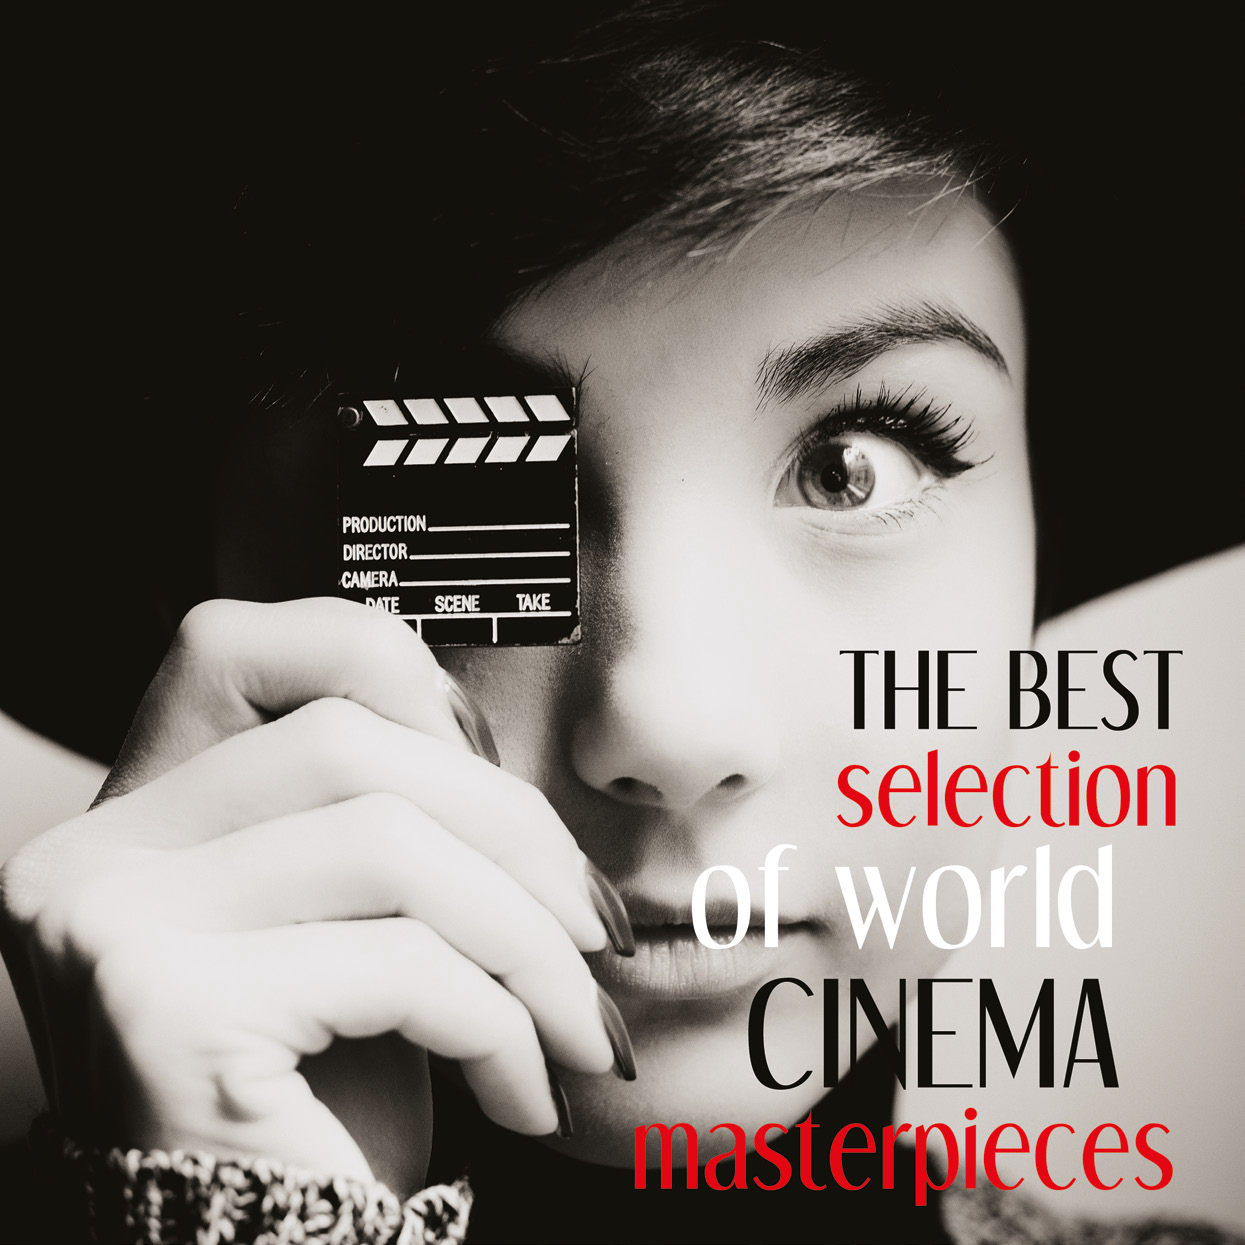 PRODUCTION
DIRECTOR
CAMERA
DATE SCENE TAKE
THE BEST
selection
of world
CINEMA
masterpieces